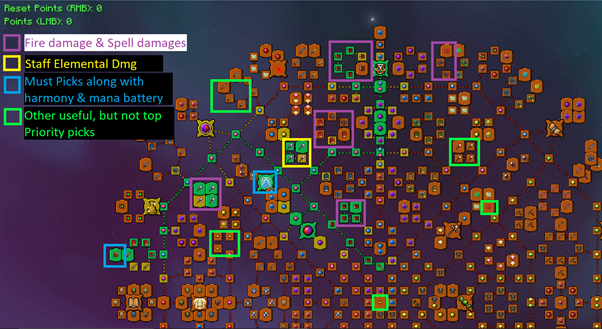 Reset Points (RMB): 0
Points (LMB): 0
Fire damage & Spell damages
Staff Elemental Dmg
Must Picks along with
harmony & mana battery
Other useful, but not top
Priority picks